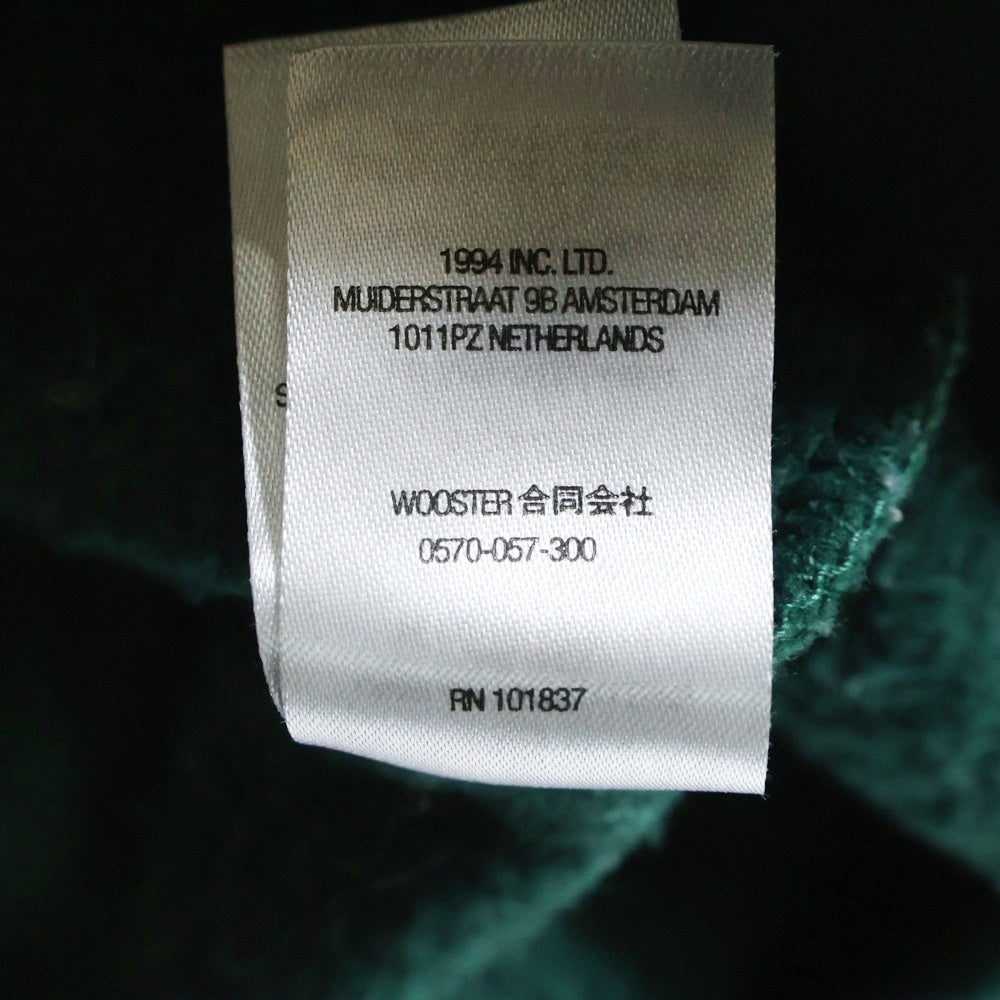 1994 INC. LTD.
MUIDERSTRAAT 9B AMSTERDAM
1011PZ NETHERLANDS
S
WOOSTER 合同会社
0570-057-300
RN 101837